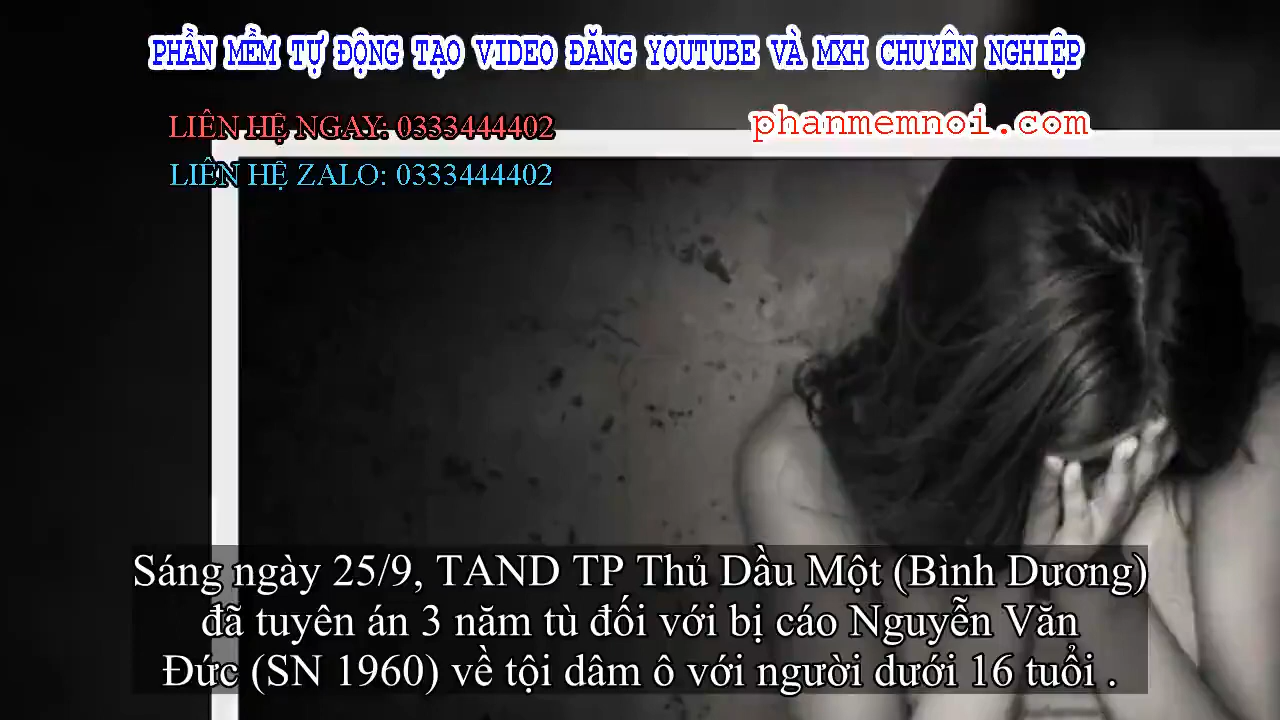 PHẦN MỀM TỰ ĐỘNG TẠO VIDEO ĐĂNG YOUTUBE VÀ MXH CHUYÊN NGHIỆP
LIÊN HỆ NGAY: 0333444402
phanmemnoi.com
LIÊN HỆ ZALO: 0333444402
Sáng ngày 25/9, TAND TP Thủ Dầu Một (Bình Dương)
đã tuyên án 3 năm tù đối với bị cáo Nguyễn Văn
Đức (SN 1960) về tội dâm ô với người dưới 16 tuổi .